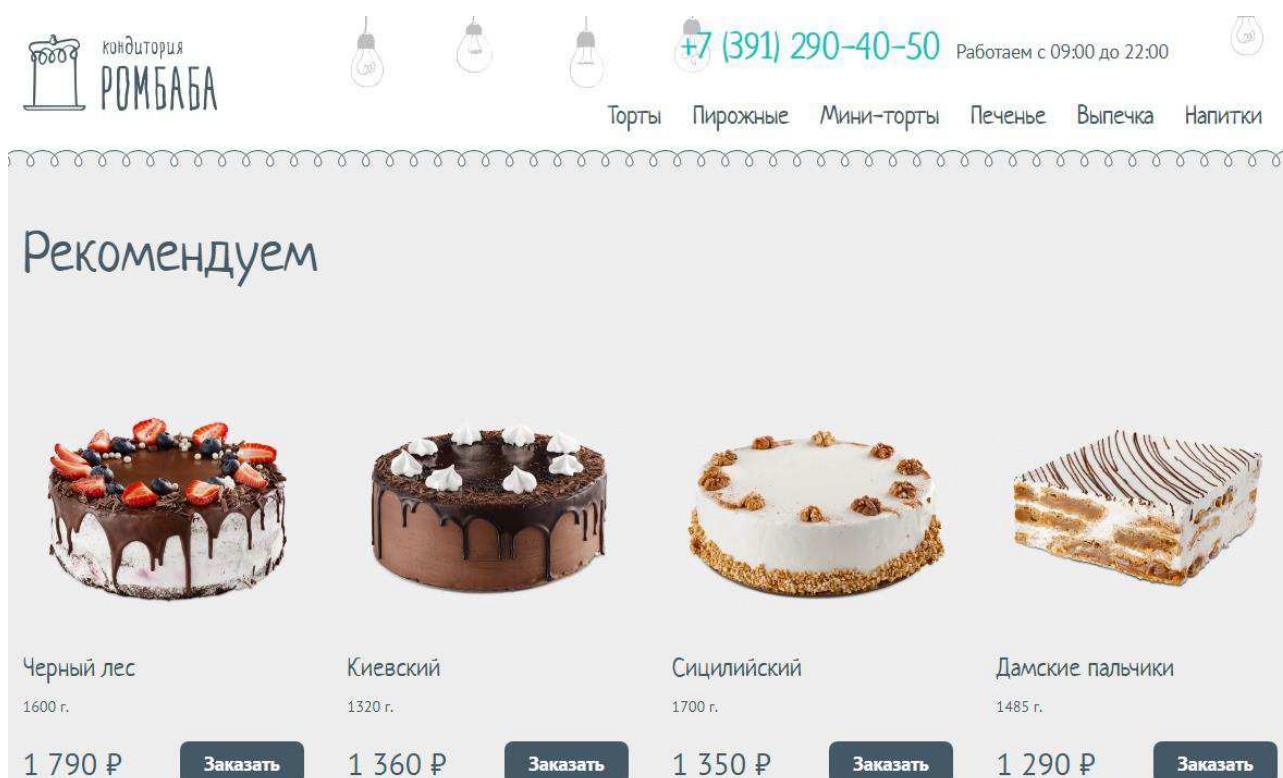 кондитория
РОМБАБА
+7 (391) 290-40-50 Работаем с 09:00 до 22:00
Торты Пирожные Мини-торты Печенье Выпечка Напитки
Рекомендуем
Черный лес
1600 г.
1 790 ₽ Заказать
Киевский
1320 г.
1 360 ₽ Заказать
Сицилийский
1700 г.
1 350 ₽ Заказать
Дамские пальчики
1485 г.
1 290 ₽ Заказать